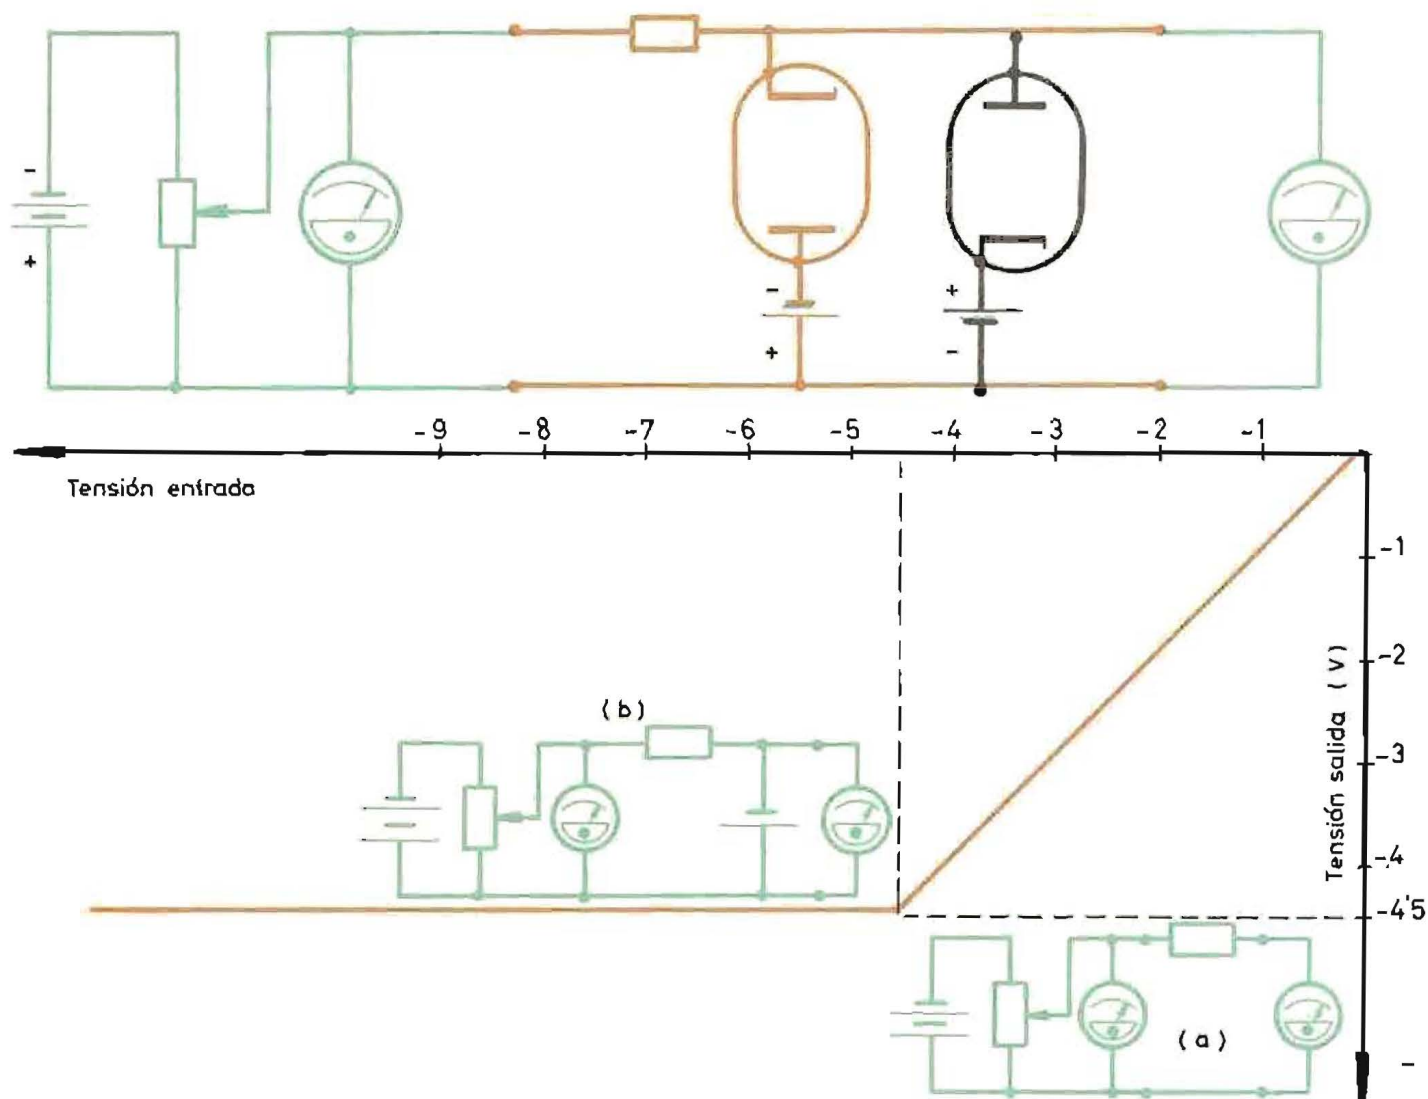 -
+
-
+
+
-
-9 -8 -7 -6 -5 -4 -3 -2 -1
Tensión entrada
-1
-2
-3
-4
-4'5
Tensión salida (V)
(b)
(a)
-